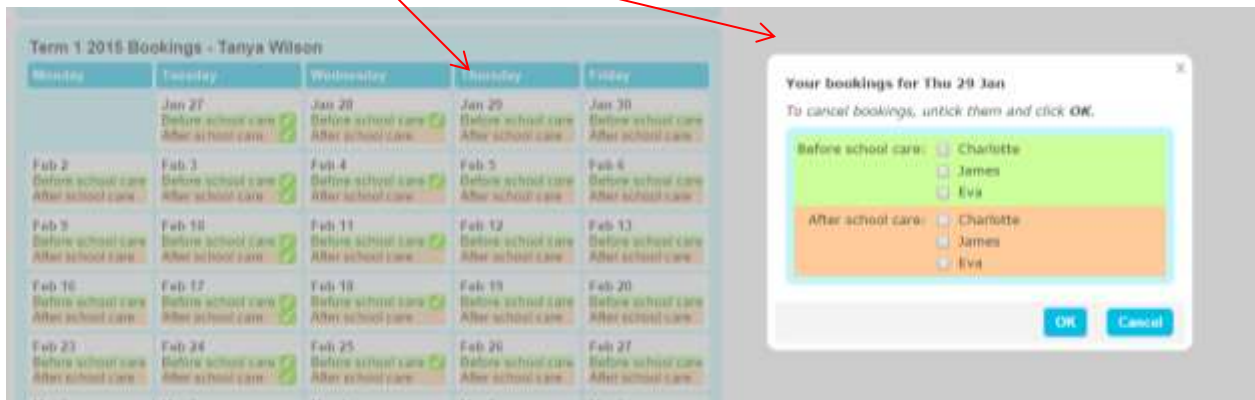 Term 1 2015 Bookings - Tanya Wilson
Monday Tuesday Wednesday Thursday Friday
Jan 27 Jan 28 Jan 29 Jan 30
Before school care Before school care Before school care Before school care
After school care After school care After school care After school care
Feb 2 Feb 3 Feb 4 Feb 5 Feb 6
Before school care Before school care Before school care Before school care Before school care
After school care After school care After school care After school care After school care
Feb 9 Feb 10 Feb 11 Feb 12 Feb 13
Before school care Before school care Before school care Before school care Before school care
After school care After school care After school care After school care After school care
Feb 16 Feb 17 Feb 18 Feb 19 Feb 20
Before school care Before school care Before school care Before school care Before school care
After school care After school care After school care After school care After school care
Feb 23 Feb 24 Feb 25 Feb 26 Feb 27
Before school care Before school care Before school care Before school care Before school care
After school care After school care After school care After school care After school care
x
Your bookings for Thu 29 Jan
To cancel bookings, untick them and click OK.
Before school care: Charlotte
James
Eva
After school care: Charlotte
James
Eva
OK Cancel